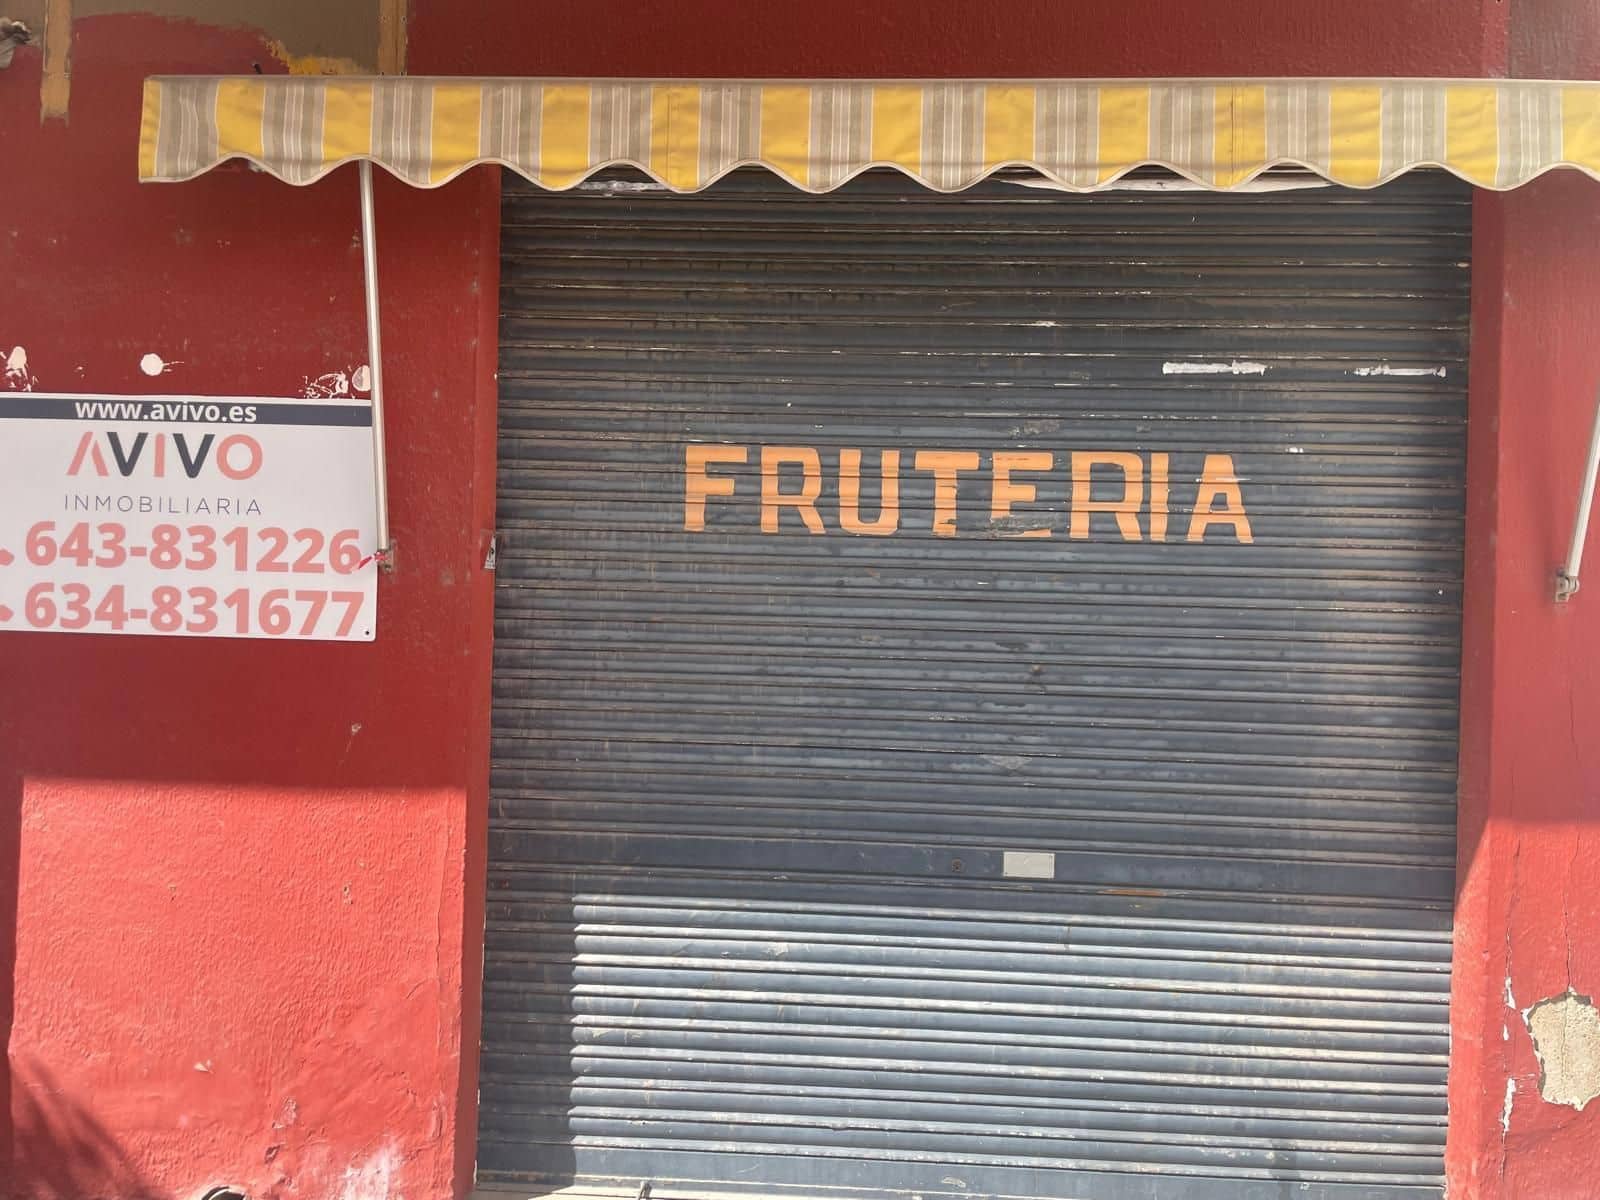 www.avivo.es
AVIVO
INMOBILIARIA
643-831226
634-831677
FRUTERIA